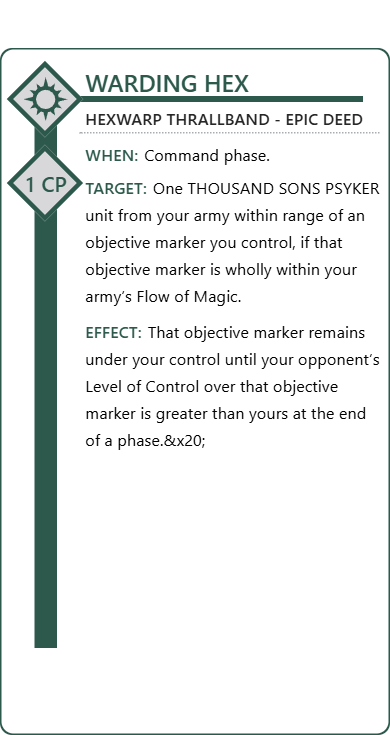 WARDING HEX
HEXWARP THRALLBAND - EPIC DEED
1 CP
WHEN: Command phase.
TARGET: One THOUSAND SONS PSYKER
unit from your army within range of an
objective marker you control, if that
objective marker is wholly within your
army’s Flow of Magic.
EFFECT: That objective marker remains
under your control until your opponent’s
Level of Control over that objective
marker is greater than yours at the end
of a phase.&x20;